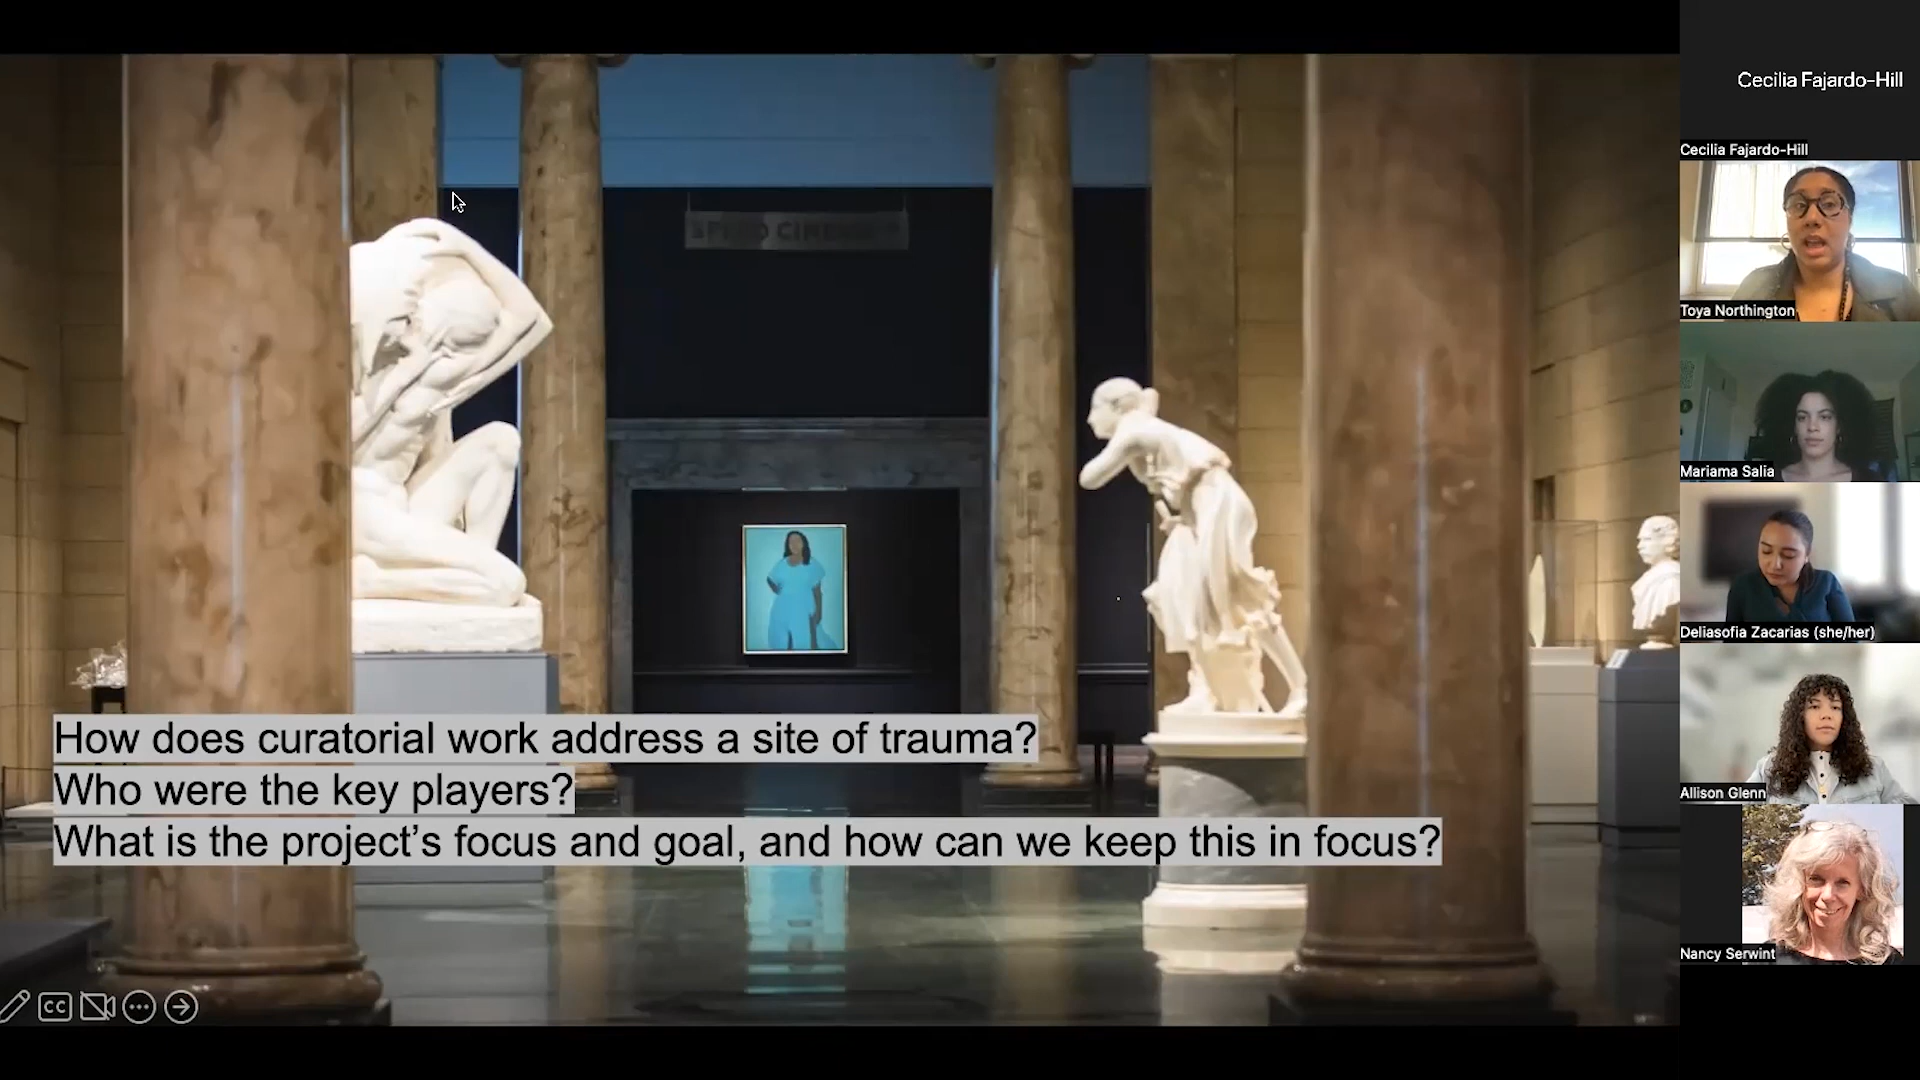 How does curatorial work address a site of trauma?
Who were the key players?
What is the project's focus and goal, and how can we keep this in focus?
CC
Cecilia Fajardo-Hill
Cecilia Fajardo-Hill
Toya Northington
Mariama Salia
Deliasofia Zacarias (she/her)
Allison Glenn
Nancy Serwint